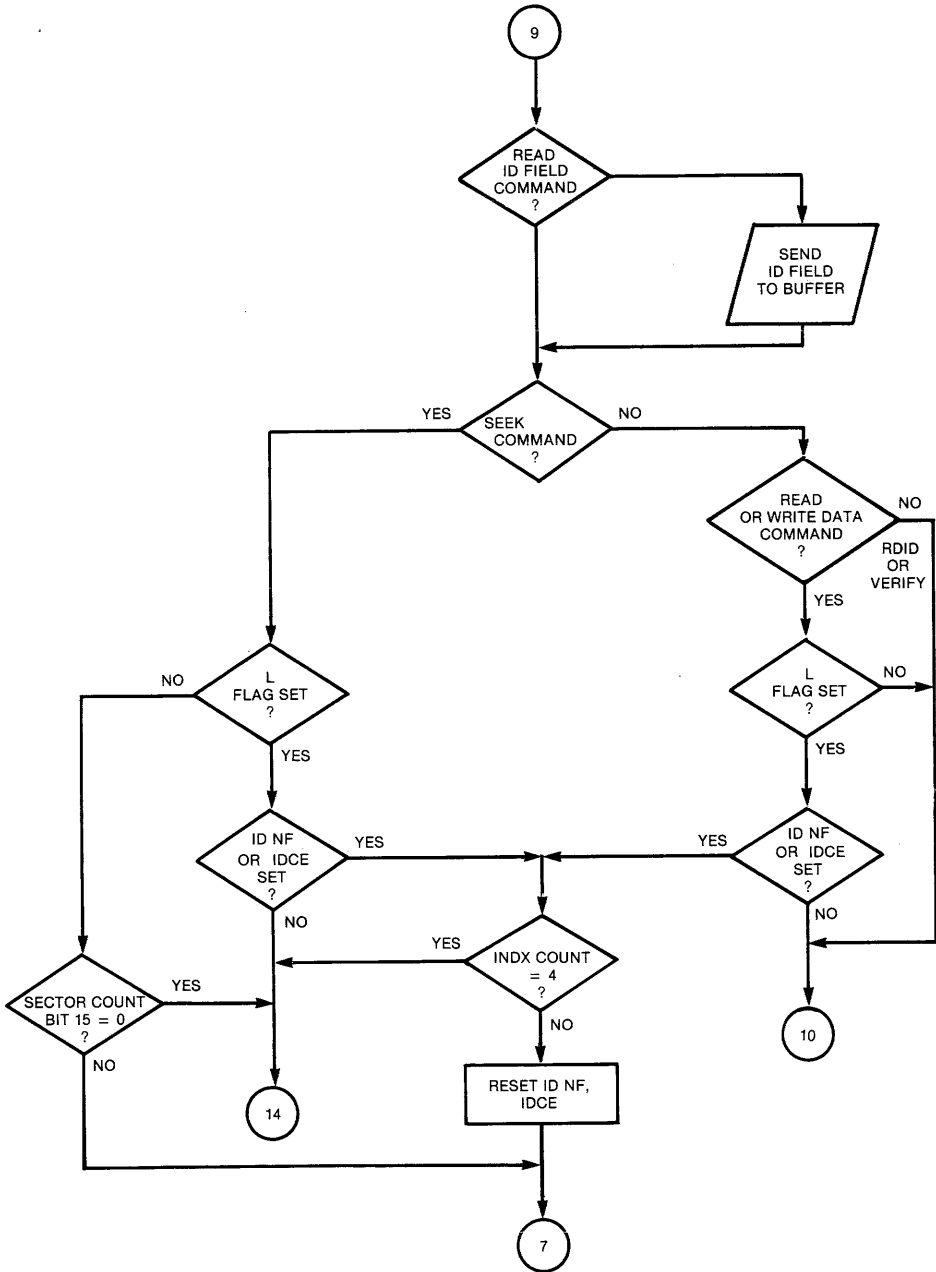 9
READ
ID FIELD
COMMAND
?
SEND
ID FIELD
TO BUFFER
YES
SEEK
COMMAND
?
NO
READ
OR WRITE DATA
COMMAND
?
NO
RDID
OR
VERIFY
YES
L
FLAG SET
?
NO
YES
L
FLAG SET
?
NO
YES
ID NF
OR IDCE
SET
?
YES
NO
ID NF
OR IDCE
SET
?
YES
NO
INDX COUNT
= 4
?
YES
NO
SECTOR COUNT
BIT 15 = 0
?
YES
NO
10
RESET ID NF,
IDCE
14
7